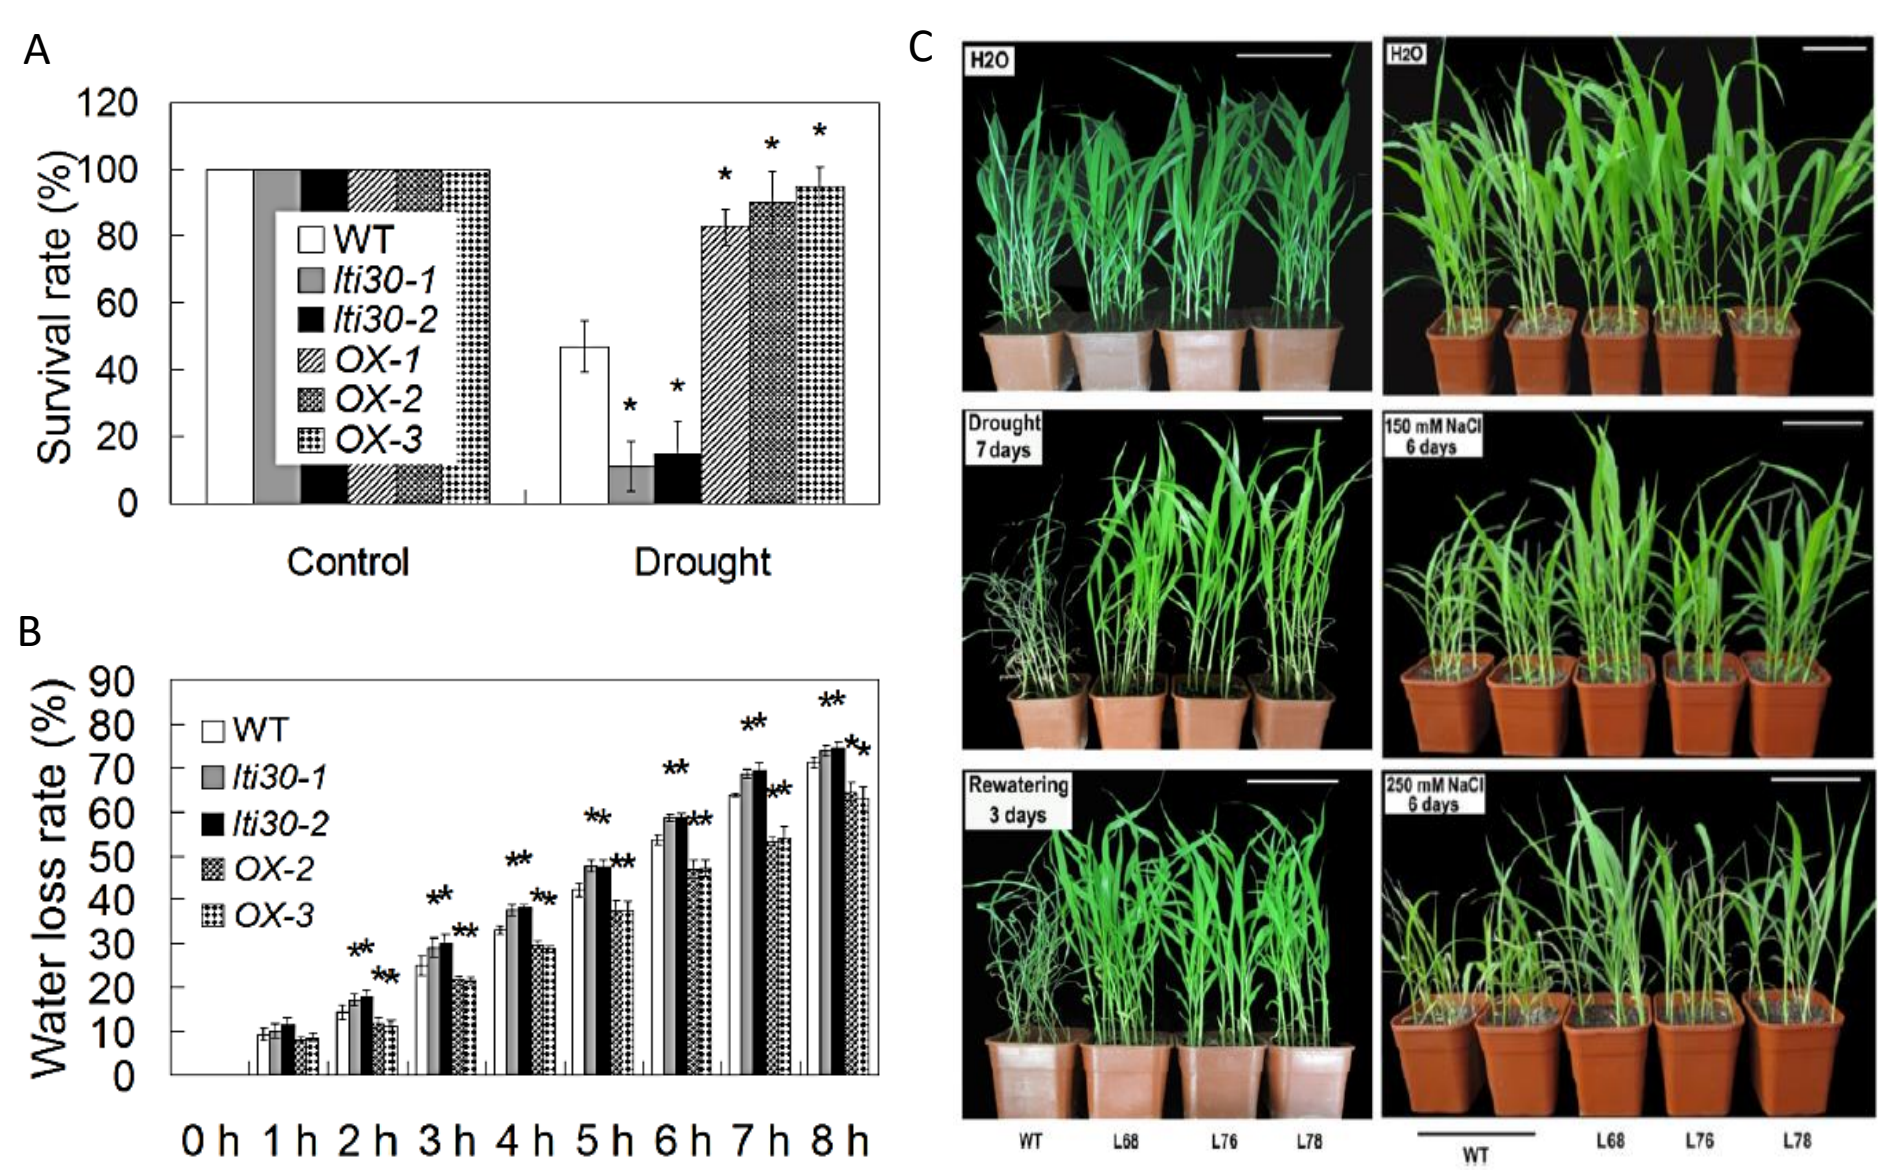 A
120
100
80
60
40
20
0
Survival rate (%)
WT
lti30-1
lti30-2
OX-1
OX-2
OX-3
*
*
*
*
*
*
Control
Drought
B
90
80
70
60
50
40
30
20
10
0
Water loss rate (%)
WT
lti30-1
lti30-2
OX-2
OX-3
** **
** **
** **
** **
** **
** **
** **
0 h 1 h 2 h 3 h 4 h 5 h 6 h 7 h 8 h
C
H2O
H2O
Drought
7 days
150 mM NaCl
6 days
Rewatering
3 days
250 mM NaCl
6 days
WT L68 L76 L78
WT L68 L76 L78